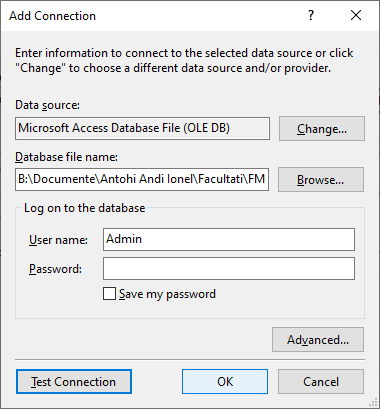 Add Connection
?
Enter information to connect to the selected data source or click
"Change" to choose a different data source and/or provider.
Data source:
Microsoft Access Database File (OLE DB)
Change...
Database file name:
B:\Documente\Antohi Andi Ionel\Facultati\FM
Browse...
Log on to the database
User name:
Admin
Password:
Save my password
Advanced...
Test Connection
OK
Cancel